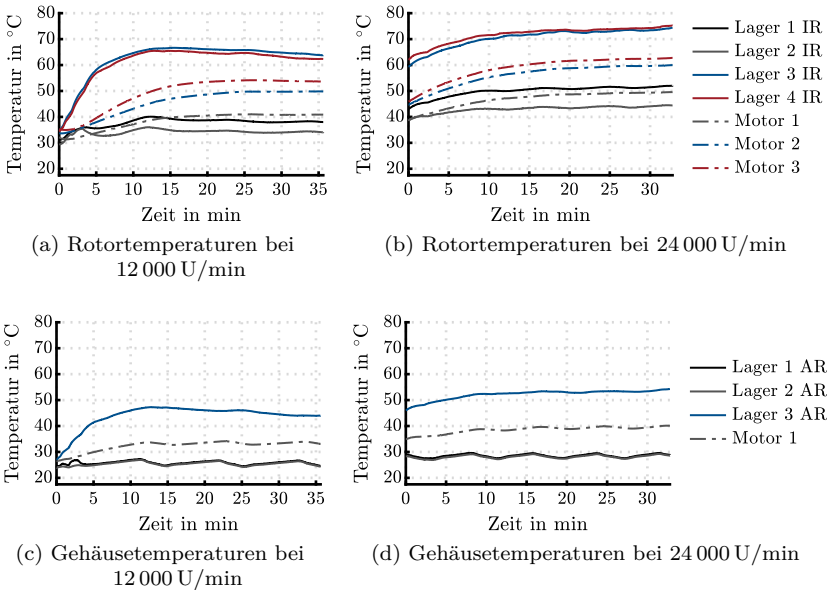 80
70
60
50
40
30
20
Temperatur in °C
0
5
10
15
20
25
30
35
Zeit in min
(a) Rotortemperaturen bei
12 000 U/min
80
70
60
50
40
30
20
Temperatur in °C
0
5
10
15
20
25
30
Zeit in min
(b) Rotortemperaturen bei 24 000 U/min
Lager 1 IR
Lager 2 IR
Lager 3 IR
Lager 4 IR
Motor 1
Motor 2
Motor 3
80
70
60
50
40
30
20
Temperatur in °C
0
5
10
15
20
25
30
35
Zeit in min
(c) Gehäusetemperaturen bei
12 000 U/min
80
70
60
50
40
30
20
Temperatur in °C
0
5
10
15
20
25
30
Zeit in min
(d) Gehäusetemperaturen bei 24 000 U/min
Lager 1 AR
Lager 2 AR
Lager 3 AR
Motor 1